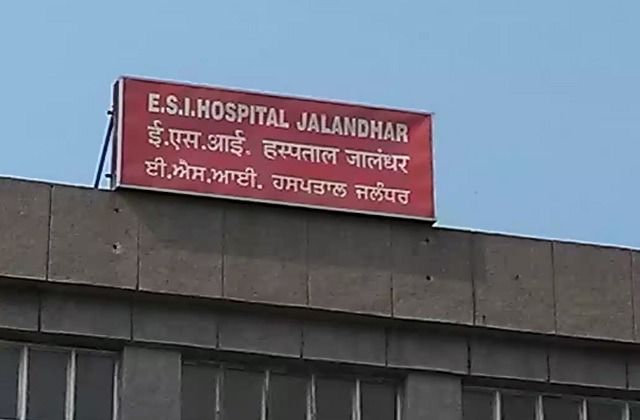 E.S.I.HOSPITAL JALANDHAR
ई.एस.आई. हस्पताल जालंधर
ਈ.ਐਸ.ਆਈ. ਹਸਪਤਾਲ ਜਲੰਧਰ